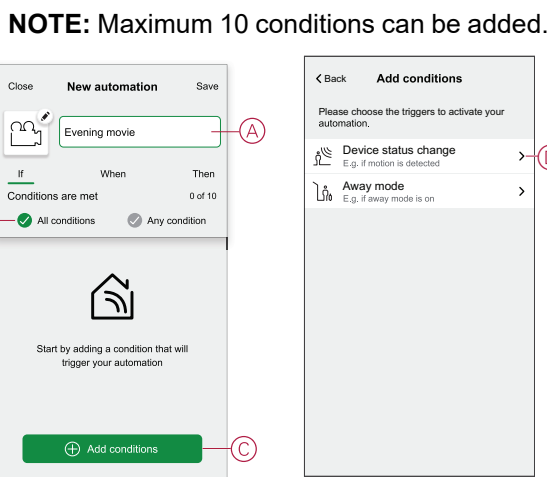 NOTE: Maximum 10 conditions can be added.
Close New automation Save
Evening movie
A
If When Then
Conditions are met 0 of 10
All conditions Any condition
Start by adding a condition that will
trigger your automation
Add conditions
C
Back Add conditions
Please choose the triggers to activate your
automation.
Device status change
E.g. if motion is detected
Away mode
E.g. if away mode is on